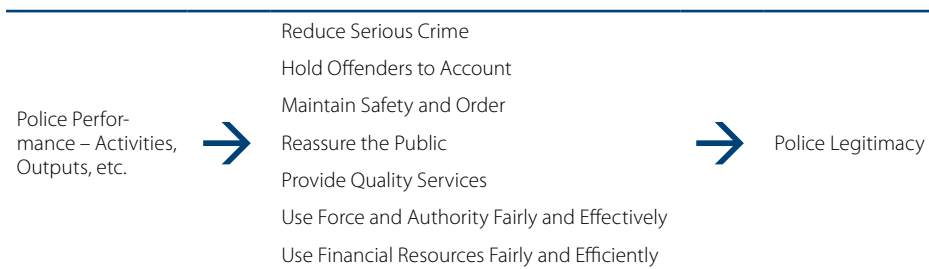 Police Perfor-
mance – Activities,
Outputs, etc.
Reduce Serious Crime
Hold Offenders to Account
Maintain Safety and Order
Reassure the Public
Provide Quality Services
Use Force and Authority Fairly and Effectively
Use Financial Resources Fairly and Efficiently
Police Legitimacy